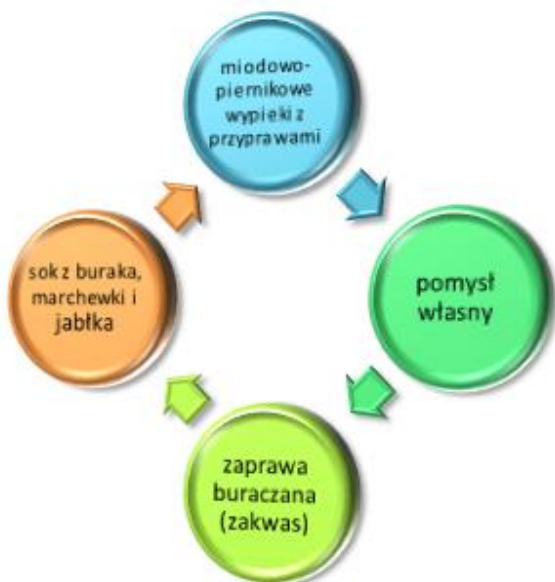 miodowo-
piernikowe
wypieki z
przyprawami
pomysł
własny
zaprawa
buraczana
(zakwas)
sok z buraka,
marchewki i
jabłka